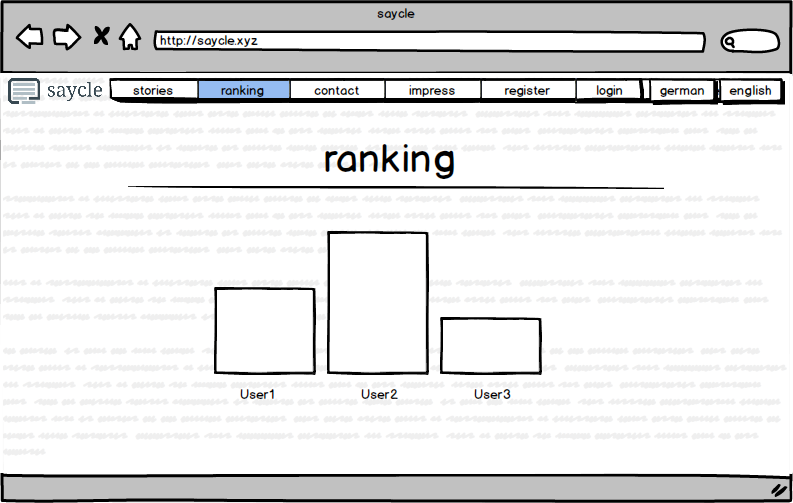 saycle
http://saycle.xyz
saycle stories ranking contact impress register login german english
ranking
User1 User2 User3